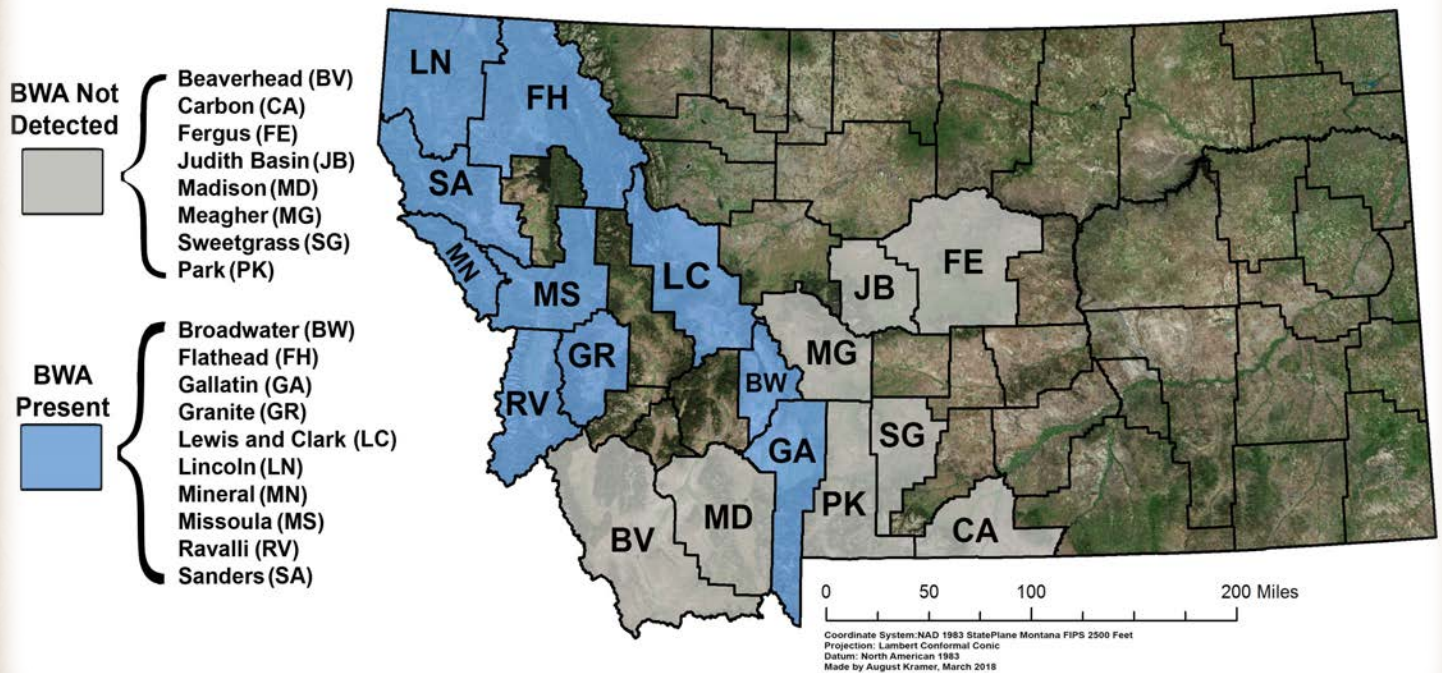 BWA Not
Detected
Beaverhead (BV)
Carbon (CA)
Fergus (FE)
Judith Basin (JB)
Madison (MD)
Meagher (MG)
Sweetgrass (SG)
Park (PK)
BWA
Present
Broadwater (BW)
Flathead (FH)
Gallatin (GA)
Granite (GR)
Lewis and Clark (LC)
Lincoln (LN)
Mineral (MN)
Missoula (MS)
Ravalli (RV)
Sanders (SA)
LN
FH
SA
MN
MS
LC
JB
FE
GR
MG
RV
BW
GA
SG
BV
MD
PK
CA
0 50 100 200 Miles
Coordinate System:NAD 1983 StatePlane Montana FIPS 2500 Feet
Projection: Lambert Conformal Conic
Datum: North American 1983
Made by August Kramer, March 2018